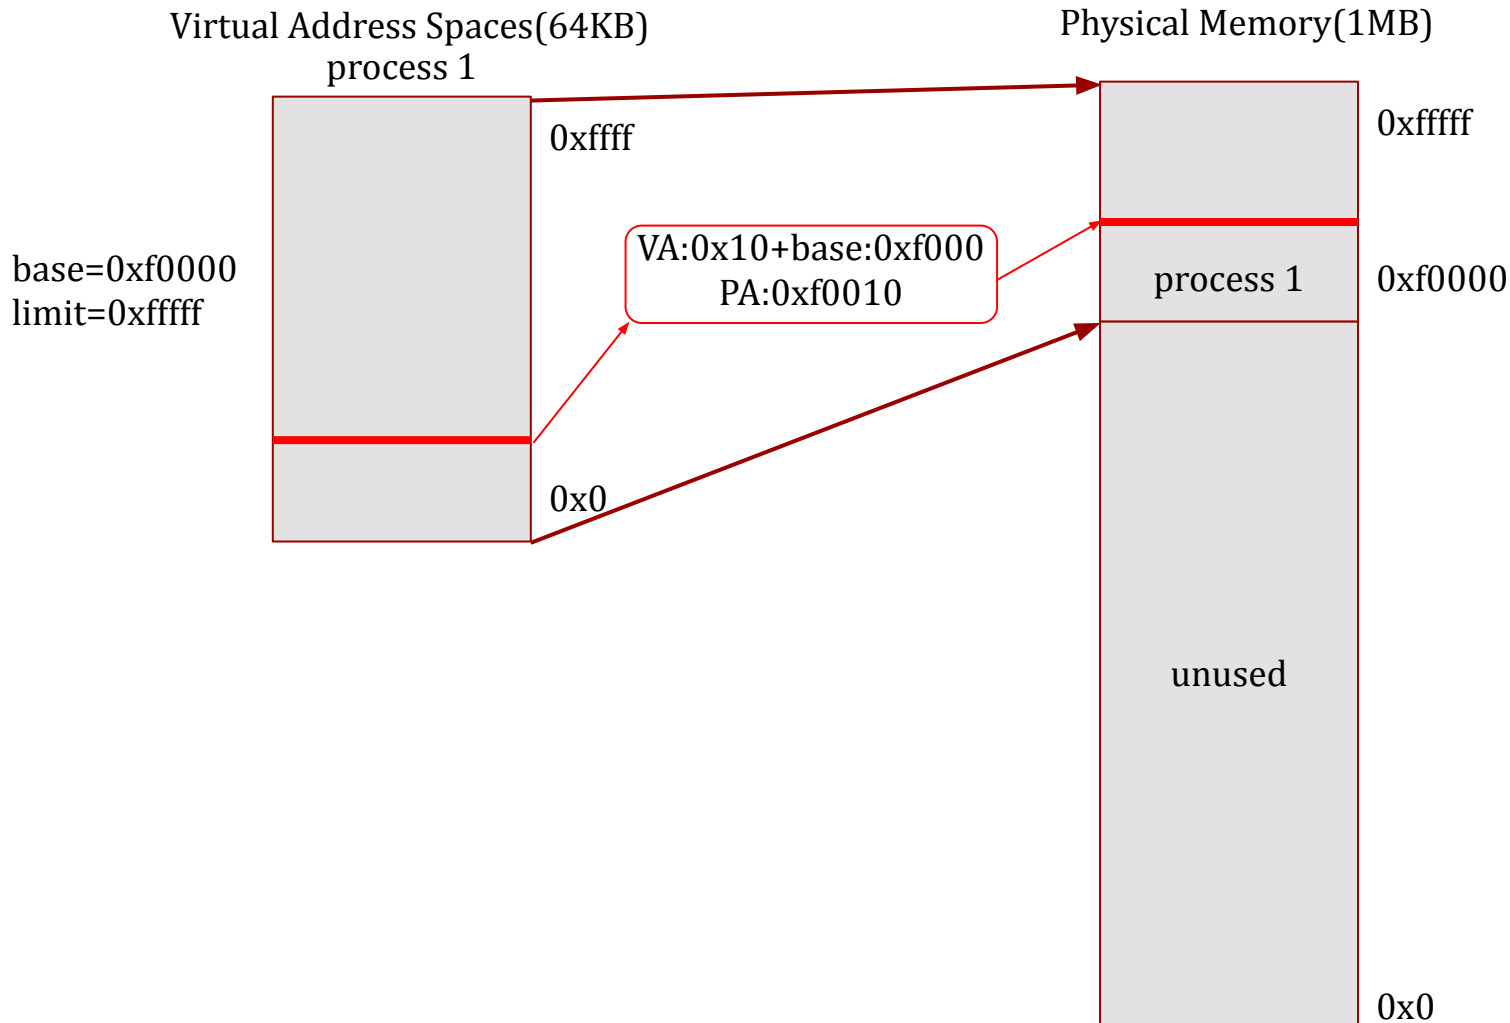 Virtual Address Spaces(64KB)
process 1
Physical Memory(1MB)
0xffff
0xfffff
base=0xf0000
limit=0xfffff
VA:0x10+base:0xf000
PA:0xf0010
process 1
0xf0000
0x0
unused
0x0